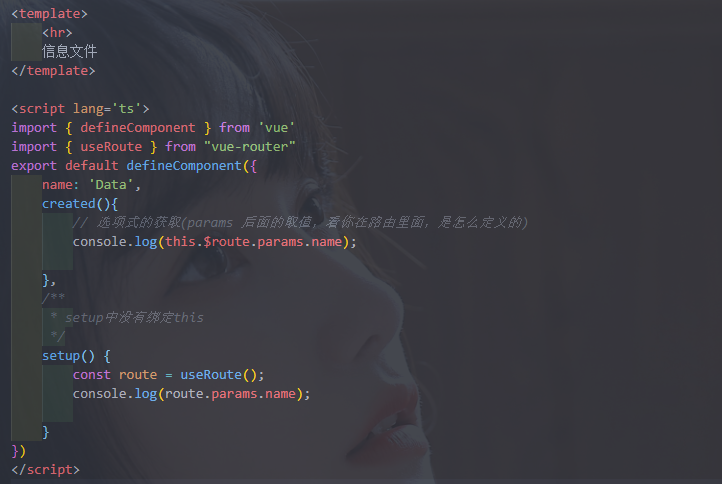 <template>
    <hr>
    信息文件
</template>

<script lang='ts'>
import { defineComponent } from 'vue'
import { useRoute } from "vue-router"
export default defineComponent({
    name: 'Data',
    created(){
        // 选项式的获取(params 后面的取值，看你在路由里面，是怎么定义的)
        console.log(this.$route.params.name);

    },
    /**
     * setup中没有绑定this
     */
    setup() {
        const route = useRoute();
        console.log(route.params.name);

    }
})
</script>